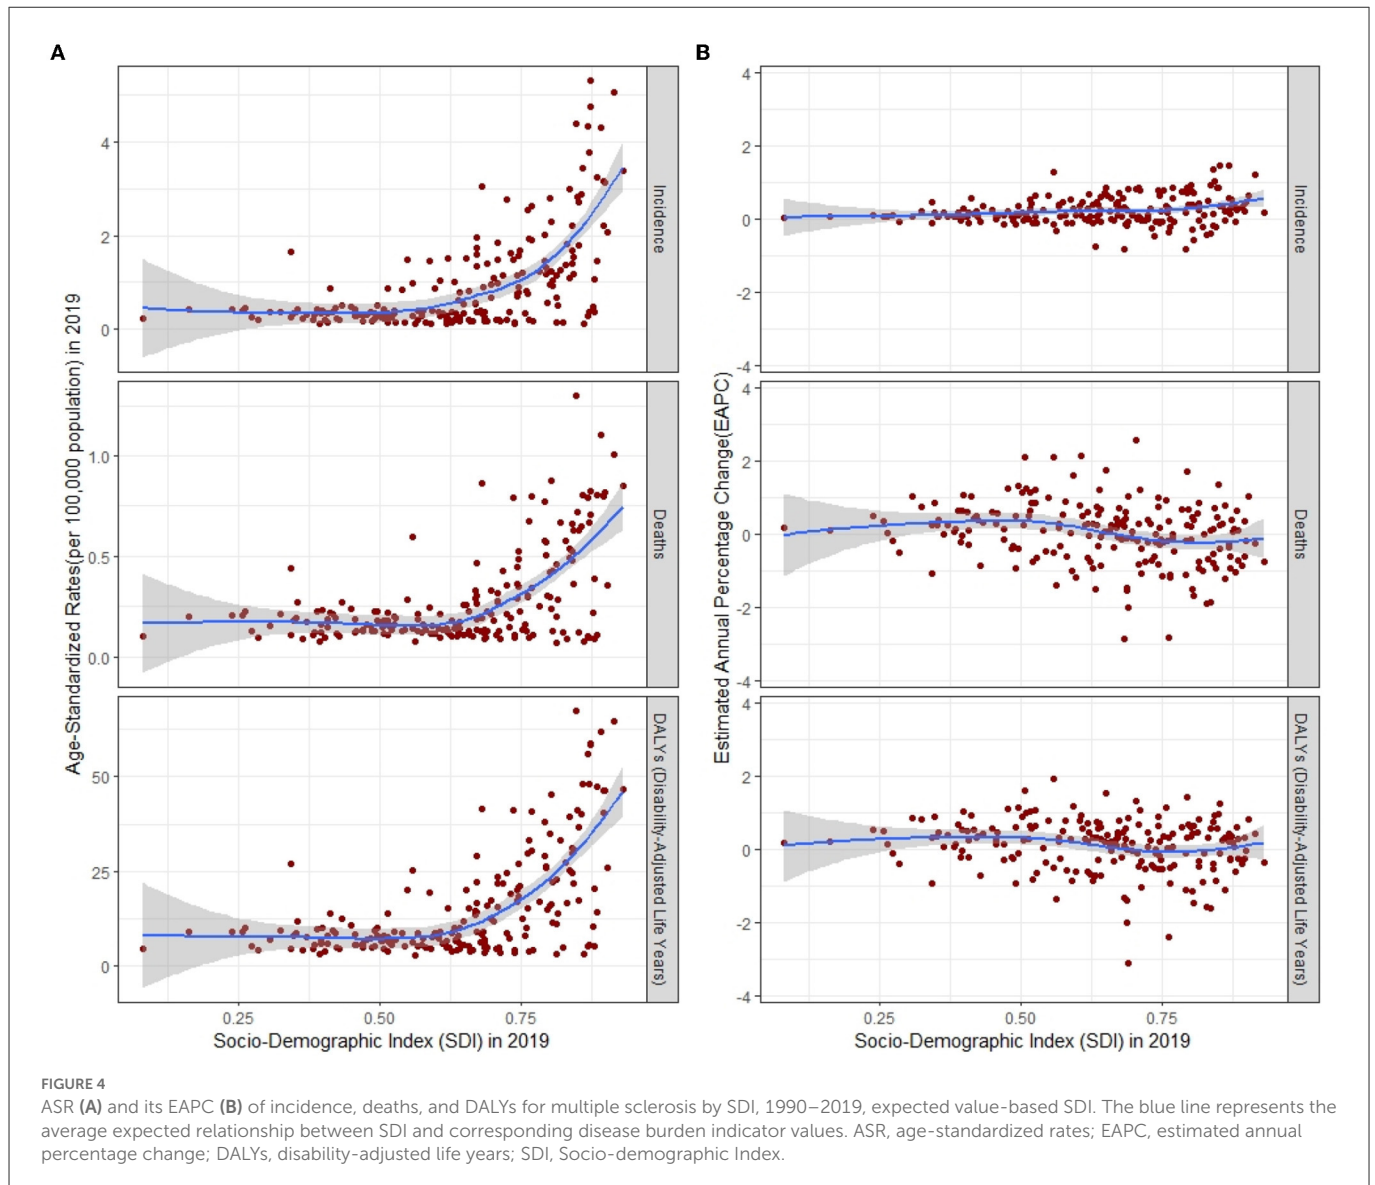 A
B
Age-Standardiz Rates(per 100,000 population) in 2019
4
2
0
Incidence
1.0
0.5
0.0
Deaths
50
25
0
DALYs (Disability-Adjusted Life Years)
0.25 0.50 0.75
Socio-Demographic Index (SDI) in 2019
Estimated Annual Percentage Change(EAPC)
4
2
0
-2
-4
Incidence
4
2
0
-2
-4
Deaths
4
2
0
-2
-4
DALYs (Disability-Adjusted Life Years)
0.25 0.50 0.75
Socio-Demographic Index (SDI) in 2019
FIGURE 4
ASR (A) and its EAPC (B) of incidence, deaths, and DALYs for multiple sclerosis by SDI, 1990–2019, expected value-based SDI. The blue line represents the
average expected relationship between SDI and corresponding disease burden indicator values. ASR, age-standardized rates; EAPC, estimated annual
percentage change; DALYs, disability-adjusted life years; SDI, Socio-demographic Index.